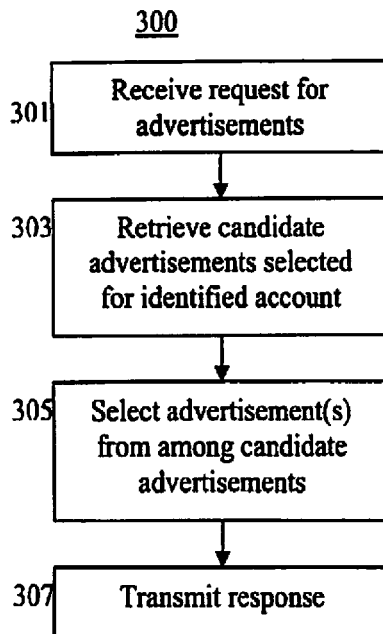 300
301
Receive request for
advertisements
303
Retrieve candidate
advertisements selected
for identified account
305
Select advertisement(s)
from among candidate
advertisements
307
Transmit response